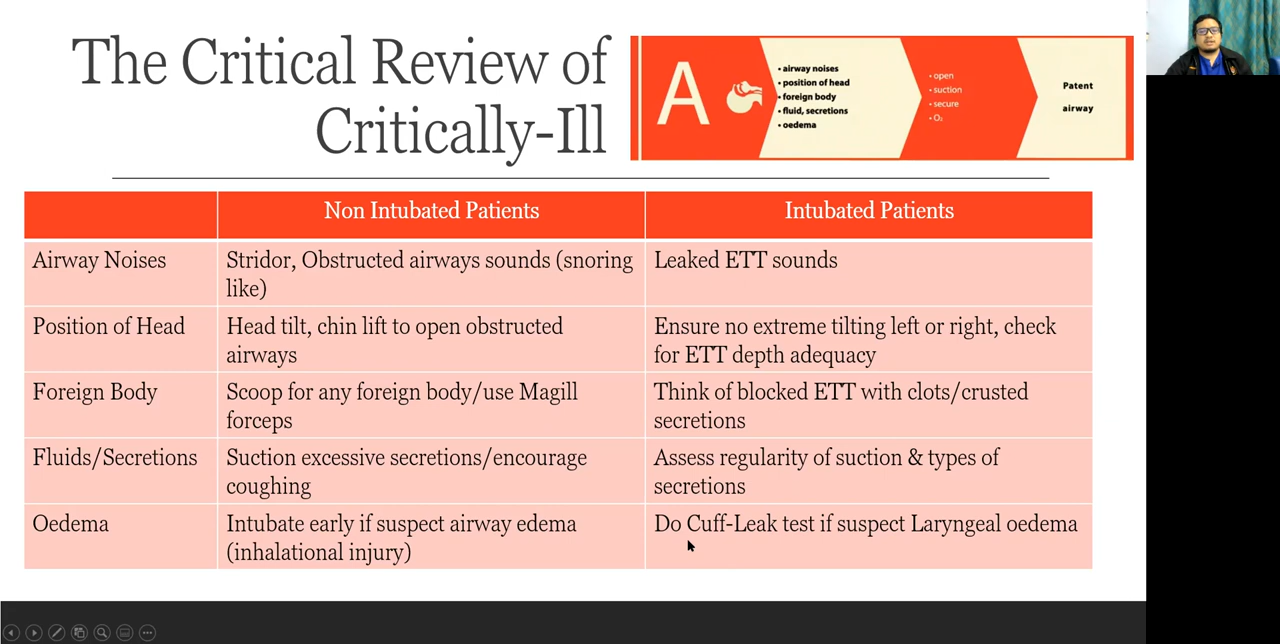 The Critical Review of
Critically-Ill
A
• airway noises
• position of head
• foreign body
• fluid, secretions
• oedema
• open
• suction
• secure
• O₂
Patent
airway
Non Intubated Patients
Intubated Patients
Airway Noises
Stridor, Obstructed airways sounds (snoring
like)
Leaked ETT sounds
Position of Head
Head tilt, chin lift to open obstructed
airways
Ensure no extreme tilting left or right, check
for ETT depth adequacy
Foreign Body
Scoop for any foreign body/use Magill
forceps
Think of blocked ETT with clots/crusted
secretions
Fluids/Secretions
Suction excessive secretions/encourage
coughing
Assess regularity of suction & types of
secretions
Oedema
Intubate early if suspect airway edema
(inhalational injury)
Do Cuff-Leak test if suspect Laryngeal oedema